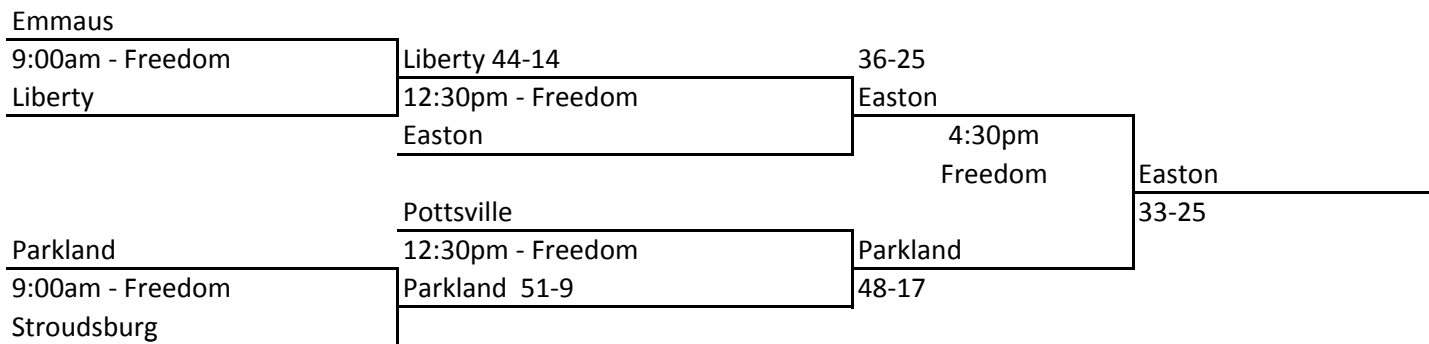 Emmaus
9:00am - Freedom Liberty 44-14 36-25
Liberty 12:30pm - Freedom Easton
Easton 4:30pm
Freedom Easton
Pottsville 33-25
Parkland 12:30pm - Freedom Parkland
9:00am - Freedom Parkland 51-9 48-17
Stroudsburg